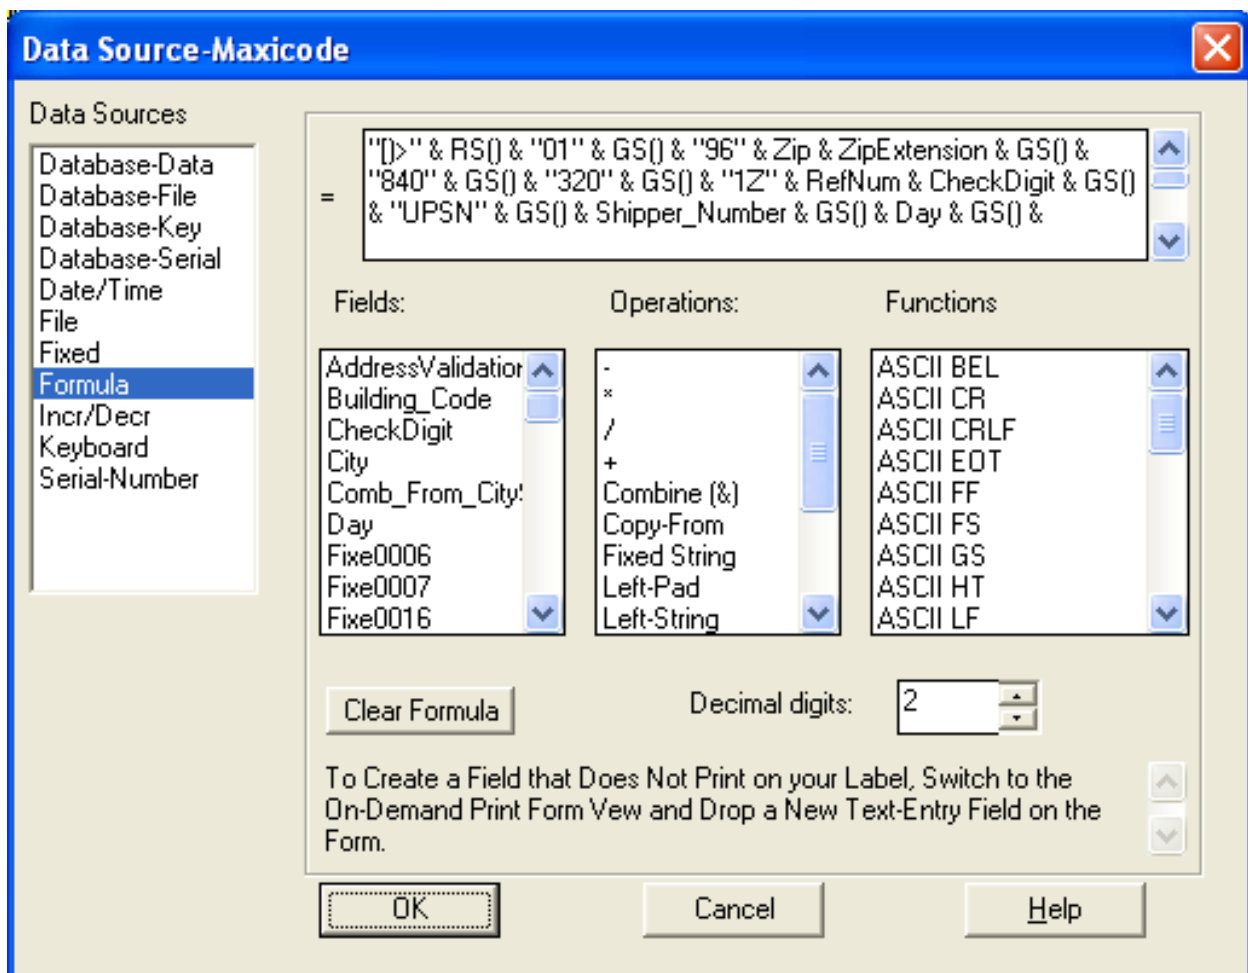 Data Source-Maxicode
Data Sources
Database-Data
Database-File
Database-Key
Database-Serial
Date/Time
File
Fixed
Formula
Incr/Decr
Keyboard
Serial-Number
=
"[)>" & RS() & "01" & GS() & "96" & Zip & ZipExtension & GS() &
"840" & GS() & "320" & GS() & "1Z" & RefNum & CheckDigit & GS()
& "UPSN" & GS() & Shipper_Number & GS() & Day & GS() &
Fields:
AddressValidation
Building_Code
CheckDigit
City
Comb_From_City
Day
Fixe0006
Fixe0007
Fixe0016
Operations:
-
*
/
+
Combine (&)
Copy-From
Fixed String
Left-Pad
Left-String
Functions
ASCII BEL
ASCII CR
ASCII CRLF
ASCII EOT
ASCII FF
ASCII FS
ASCII GS
ASCII HT
ASCII LF
Clear Formula
Decimal digits:
2
To Create a Field that Does Not Print on your Label, Switch to the
On-Demand Print Form Vew and Drop a New Text-Entry Field on the
Form.
OK
Cancel
Help